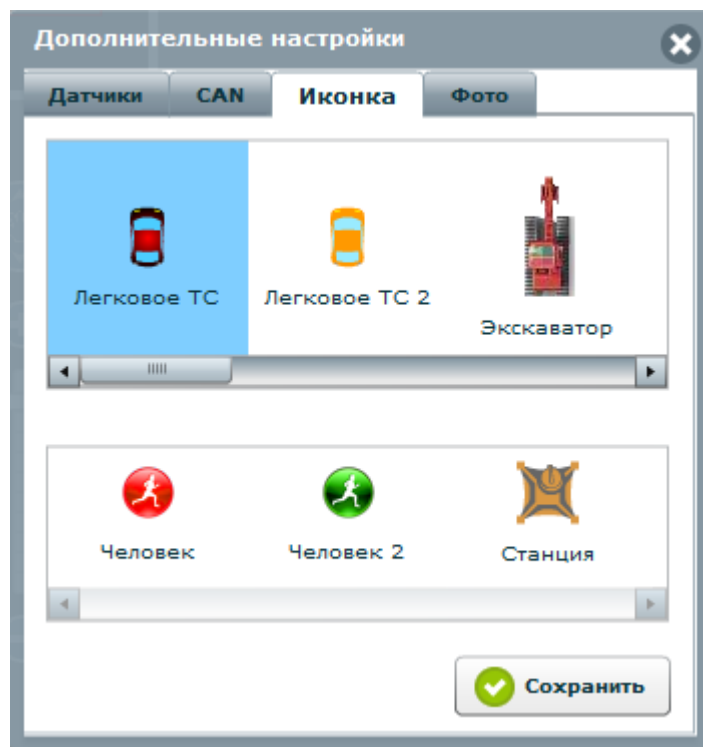 Дополнительные настройки
Датчики CAN Иконка Фото
Легковое ТС Легковое ТС 2 Экскаватор
Человек Человек 2 Станция
Сохранить